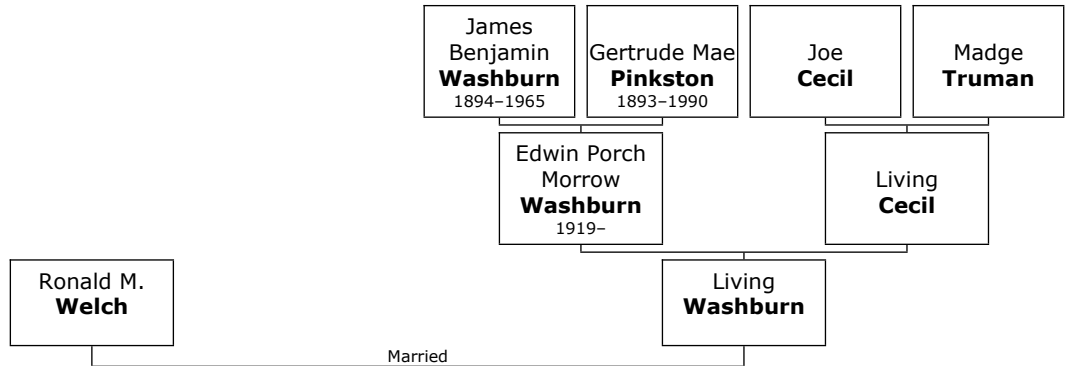 James
Benjamin
Washburn
1894–1965
Gertrude Mae
Pinkston
1893–1990
Joe
Cecil
Madge
Truman
Edwin Porch
Morrow
Washburn
1919–
Living
Cecil
Ronald M.
Welch
Living
Washburn
Married